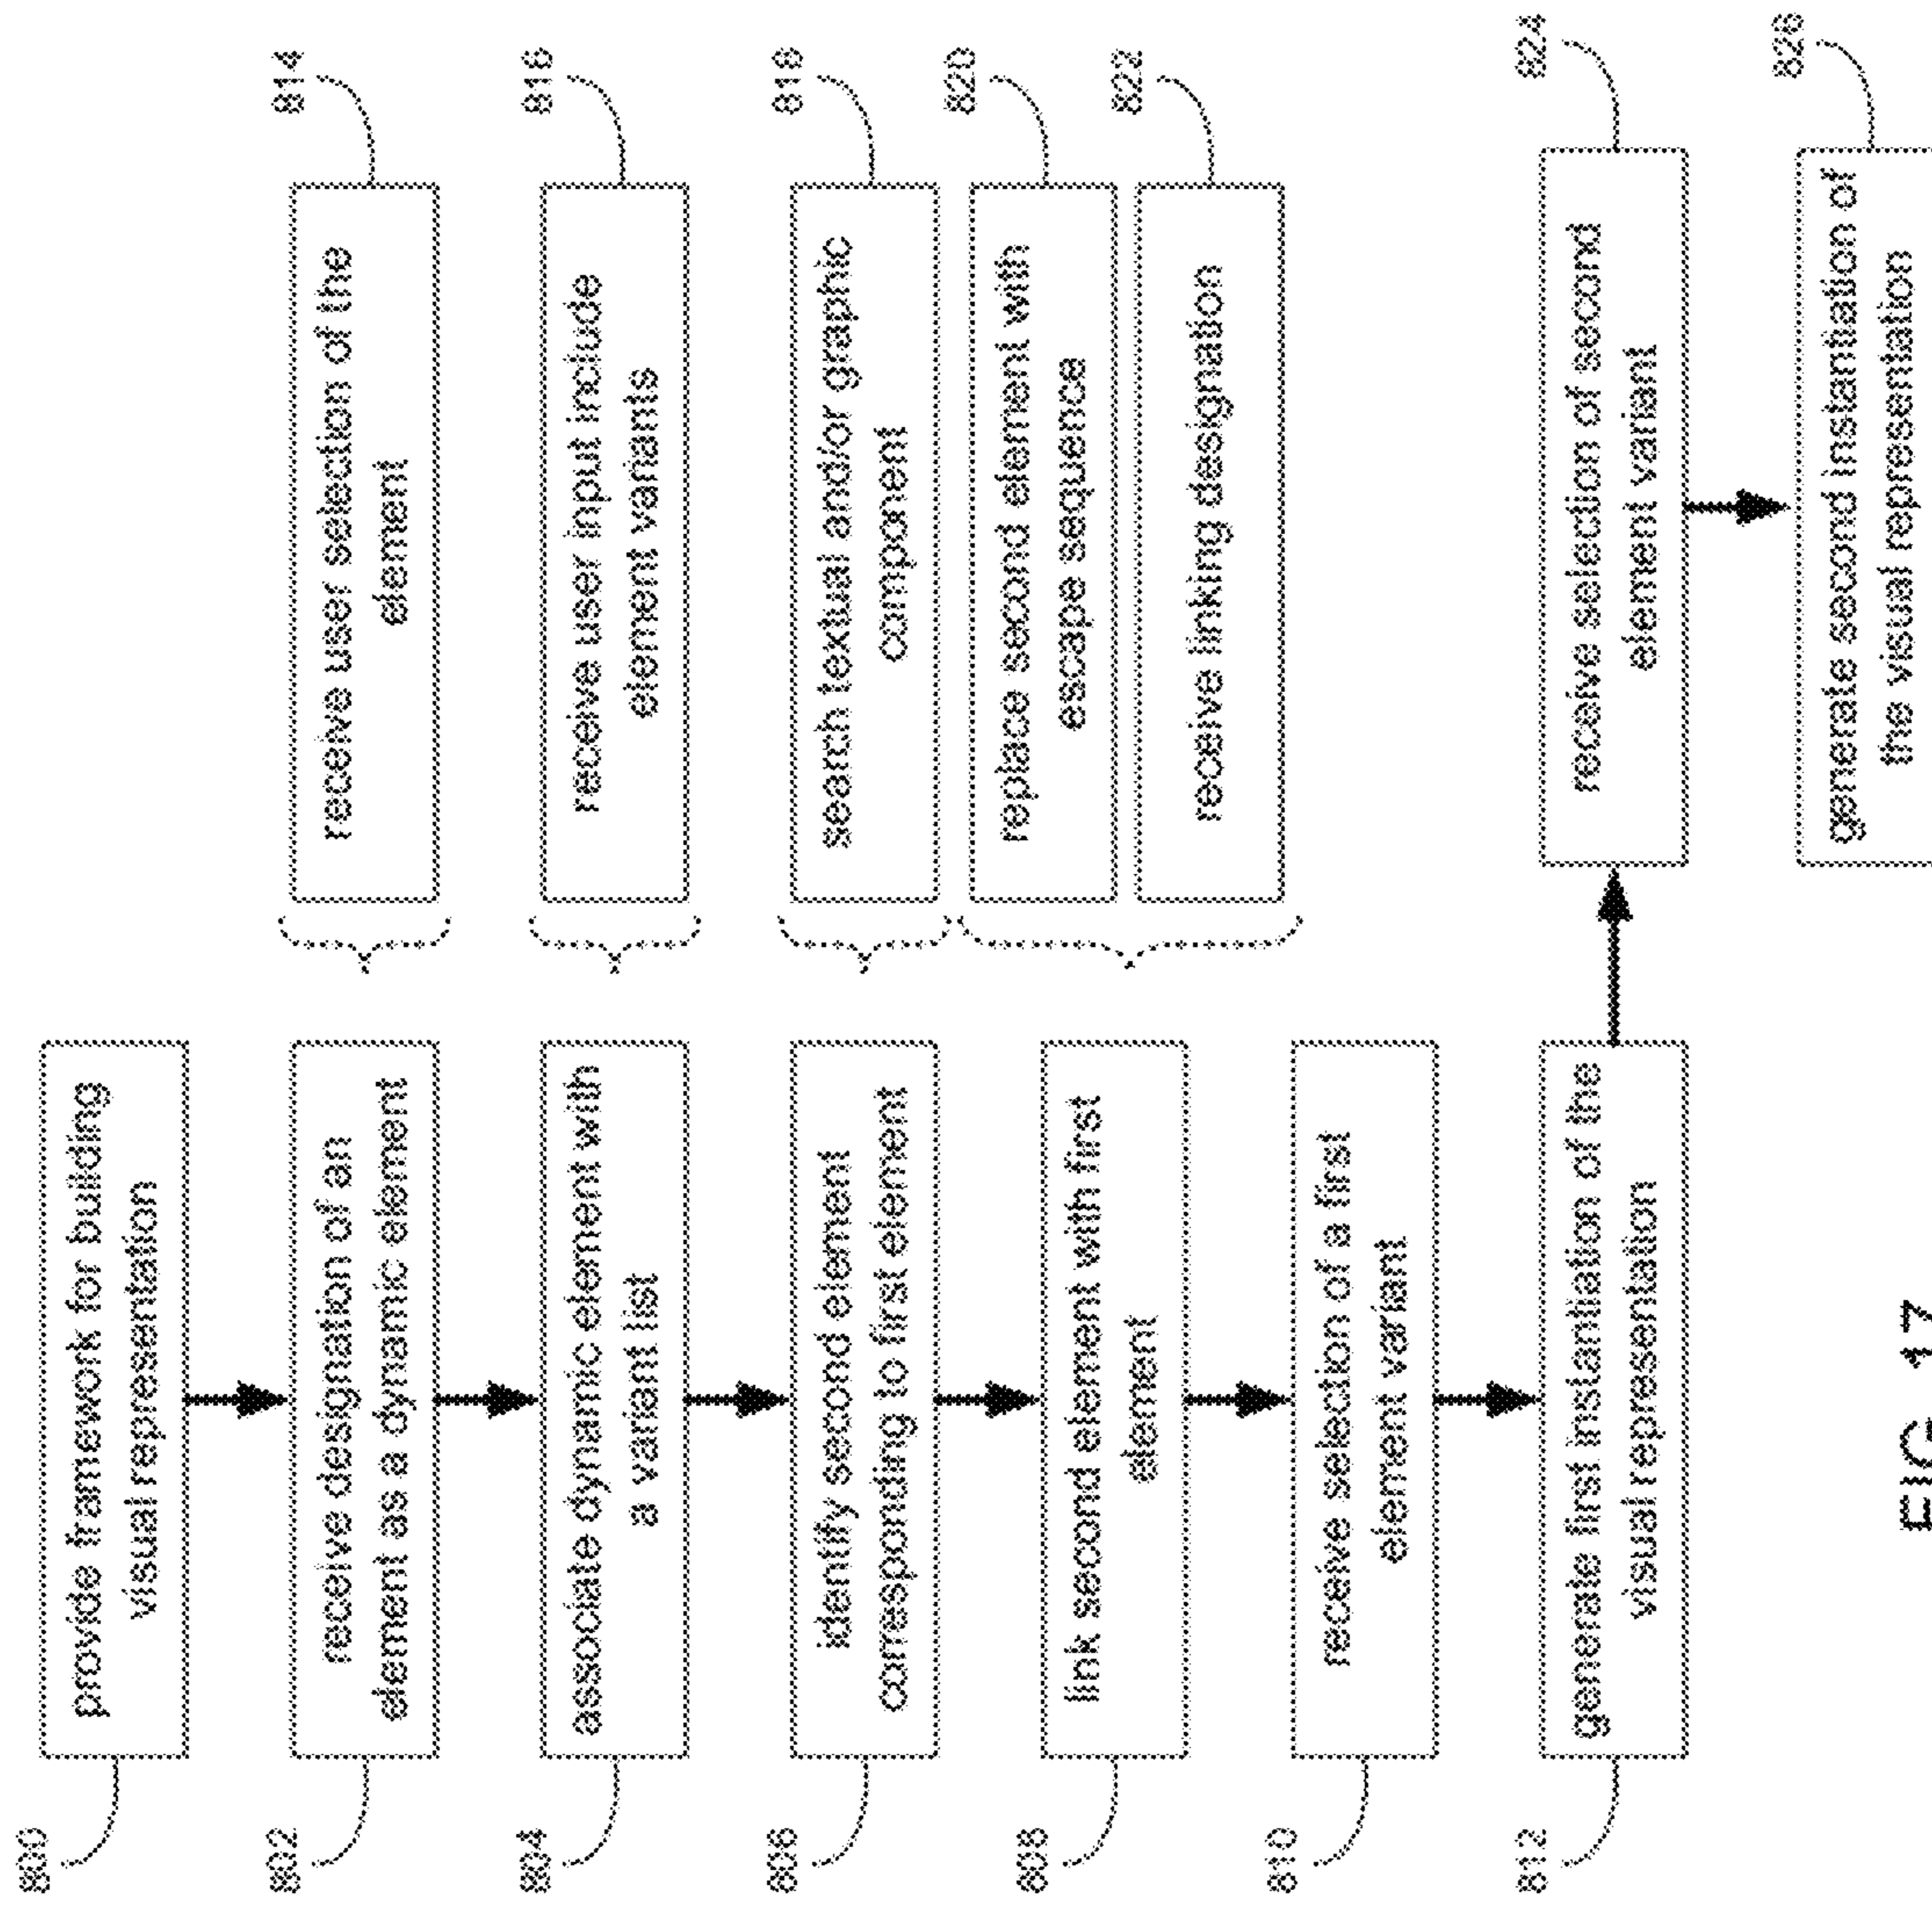 800
provide framework for building
visual representation
802
receive designation of an
element as a dynamic element
814
receive user selection of the
element
804
associate dynamic element with
a variant list
816
receive user input include
element variants
806
identify second element
corresponding to first element
818
search textual and/or graphic
component
808
link second element with first
element
820
replace second element with
escape sequence
822
receive linking designation
810
receive selection of a first
element variant
812
generate first instantiation of the
visual representation
824
receive selection of second
element variant
826
generate second instantiation of
the visual representation
FIG. 17